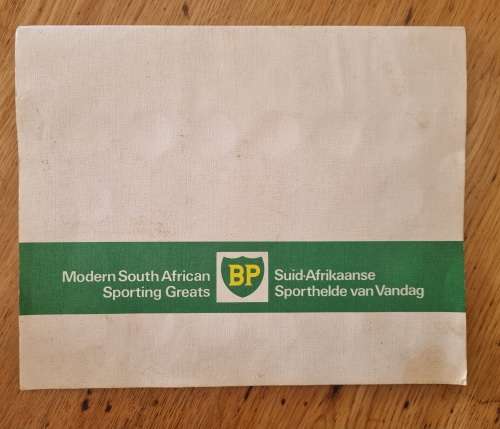 Modern South African
Sporting Greats
BP
Suid-Afrikaanse
Sporthelde van Vandag